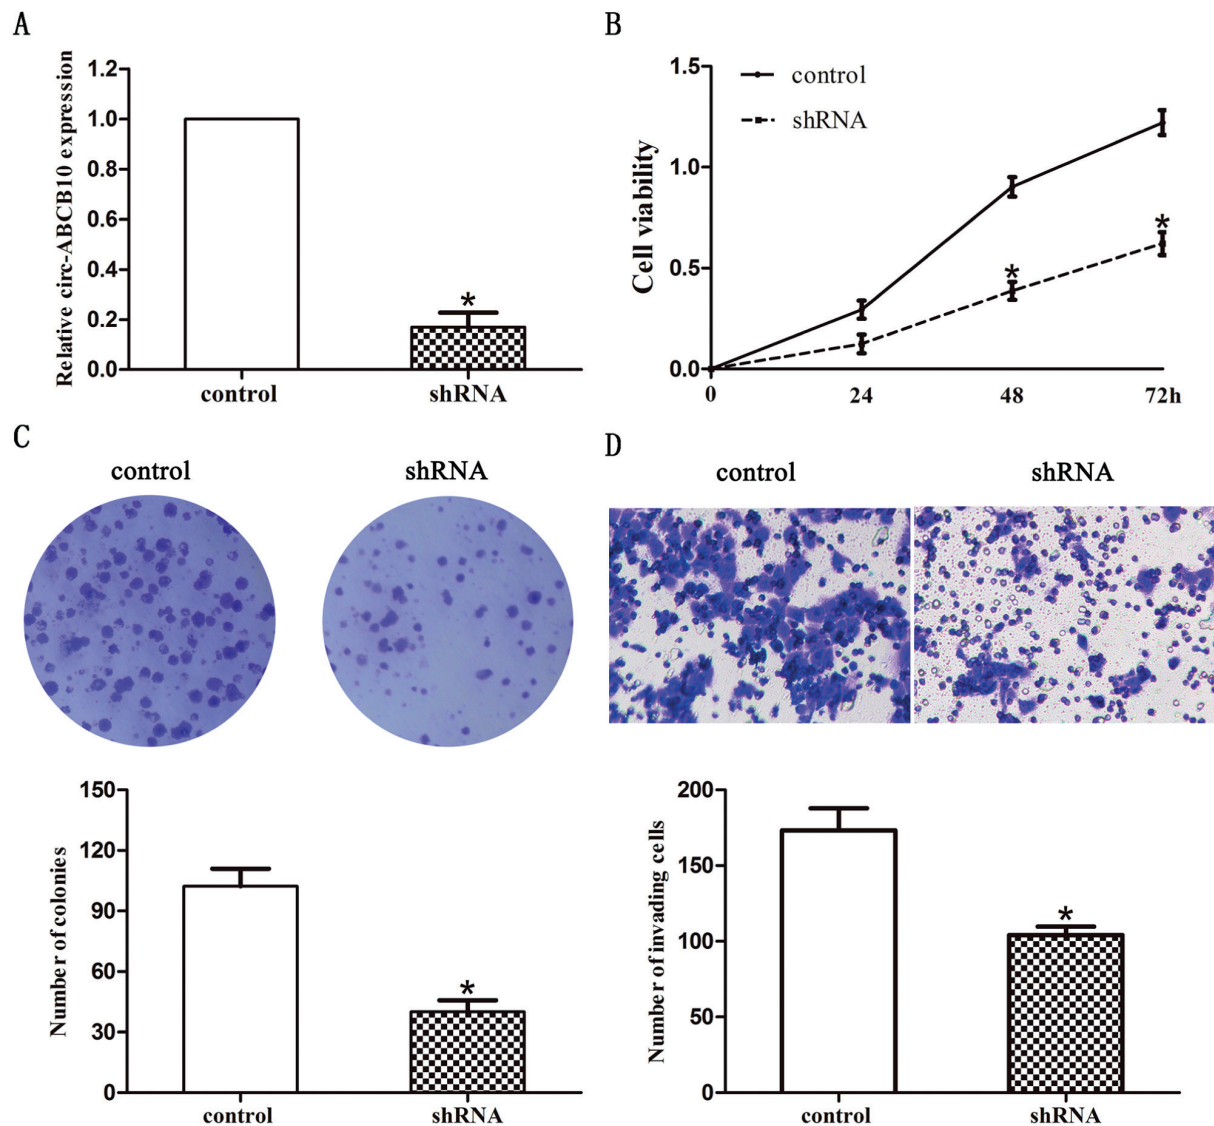 A
Relative circ-ABCB10 expression
1.2
1.0
0.8
0.6
0.4
0.2
0.0
*
control
shRNA
B
Cell viability
1.5
1.0
0.5
0.0
control
shRNA
*
*
0
24
48
72h
C
control
shRNA
Number of colonies
150
120
90
60
30
0
*
control
shRNA
D
control
shRNA
Number of invading cells
200
150
100
50
0
*
control
shRNA